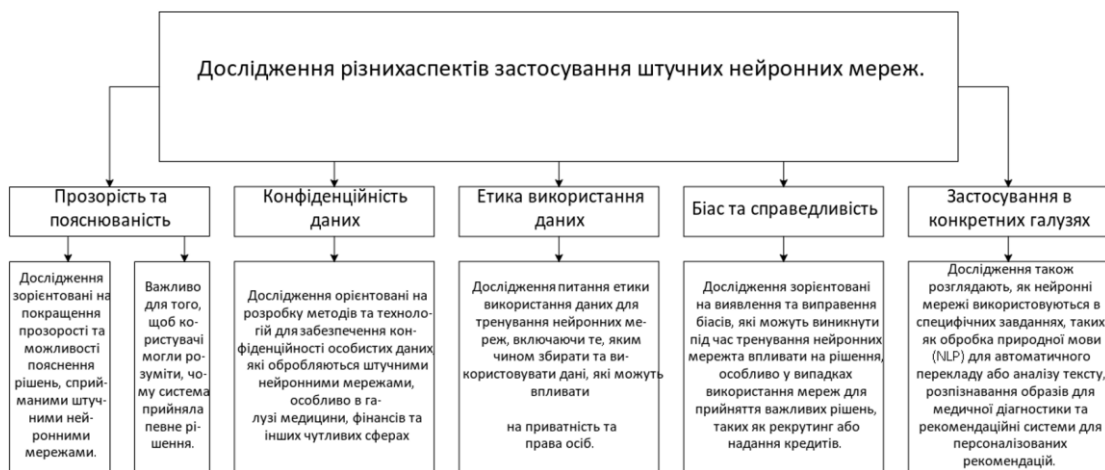 Дослідження різнихаспектів застосування штучних нейронних мереж.
Прозорість та
пояснюваність
Конфіденційність
даних
Етика використання
даних
Біас та справедливість
Застосування в
конкретних галузях
Дослідження
зорієнтовані на
покращення
прозорості та
можливості
пояснення
рішень, сприй-
маними штуч-
ними ней-
ронними
мережами.
Важливо
для того,
щоб ко-
ристувачі
могли ро-
зуміти, чо-
му система
прийняла
певне рі-
шення.
Дослідження орієнтовані на
розробку методів та техноло-
гій для забезпечення кон-
фіденційності особистих даних,
які обробляються штучними
нейронними мережами,
особливо в га-
лузі медицини, фінансів та
інших чутливих сферах
Дослідження питання етики
використання даних для
тренування нейронних ме-
реж, включаючи те, яким
чином збирати та ви-
користовувати дані, які можуть
впливати
на приватність та
права осіб.
Дослідження зорієнтовані
на виявлення та виправення
біасів, які можуть виникнути
під час тренування нейронних
мережта впливати на рішення,
особливо у випадках
використання мереж для
прийняття важливих рішень,
таких як рекрутинг або
надання кредитів.
Дослідження також
розглядають, як нейронні
мережі використовуються в
специфічних завданнях, таких
як обробка природної мови
(NLP) для автоматичного
перекладу або аналізу тексту,
розпізнавання образів для
медичної діагностики та
рекомендаційні системи для
персоналізованих
рекомендацій.